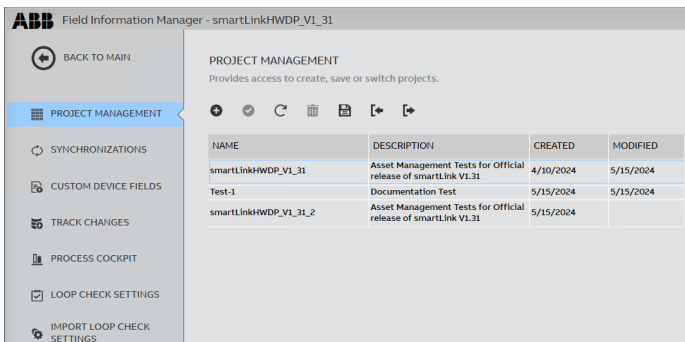 ABB Field Information Manager - smartLinkHWDP_V1_31
BACK TO MAIN
PROJECT MANAGEMENT
SYNCHRONIZATIONS
CUSTOM DEVICE FIELDS
TRACK CHANGES
PROCESS COCKPIT
LOOP CHECK SETTINGS
IMPORT LOOP CHECK
SETTINGS
PROJECT MANAGEMENT
Provides access to create, save or switch projects.
NAME DESCRIPTION CREATED MODIFIED
smartLinkHWDP_V1_31 Asset Management Tests for Official 4/10/2024 5/15/2024
release of smartLink V1.31
Test-1 Documentation Test 5/15/2024 5/15/2024
smartLinkHWDP_V1_31_2 Asset Management Tests for Official 5/15/2024
release of smartLink V1.31